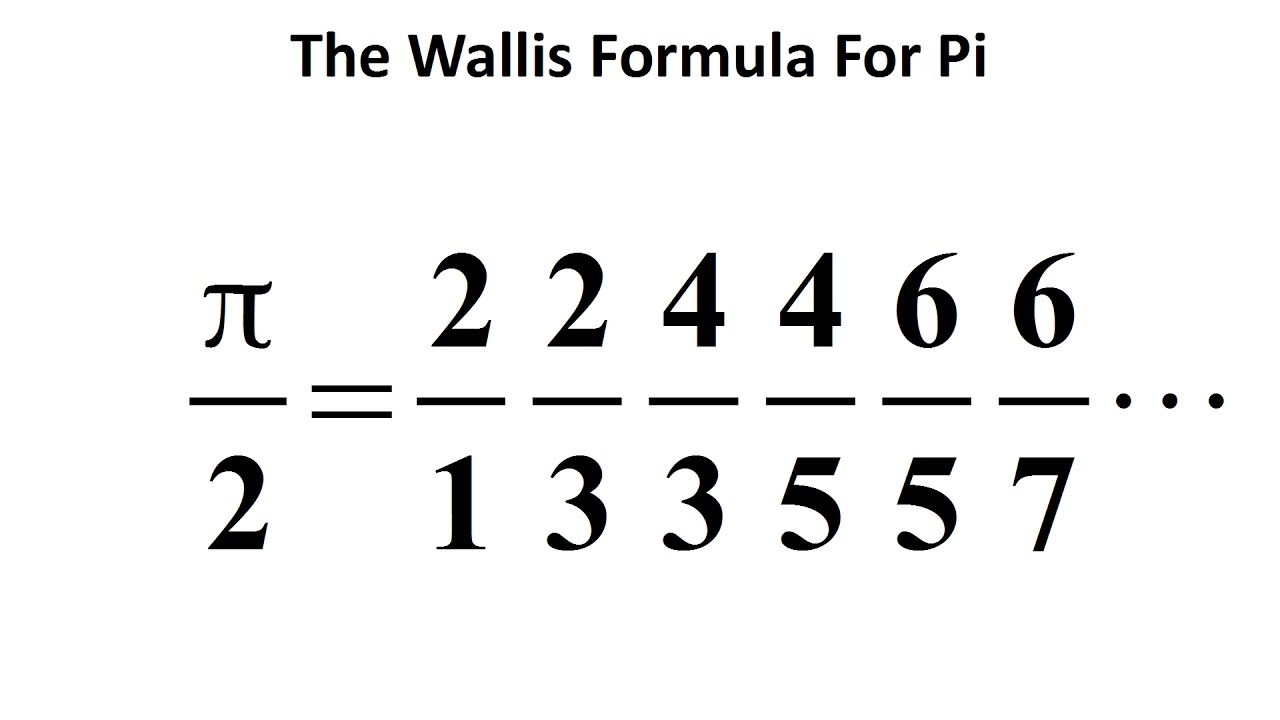 The Wallis Formula For Pi
π/2 = 2/1 2/3 4/3 4/5 6/5 6/7 ···